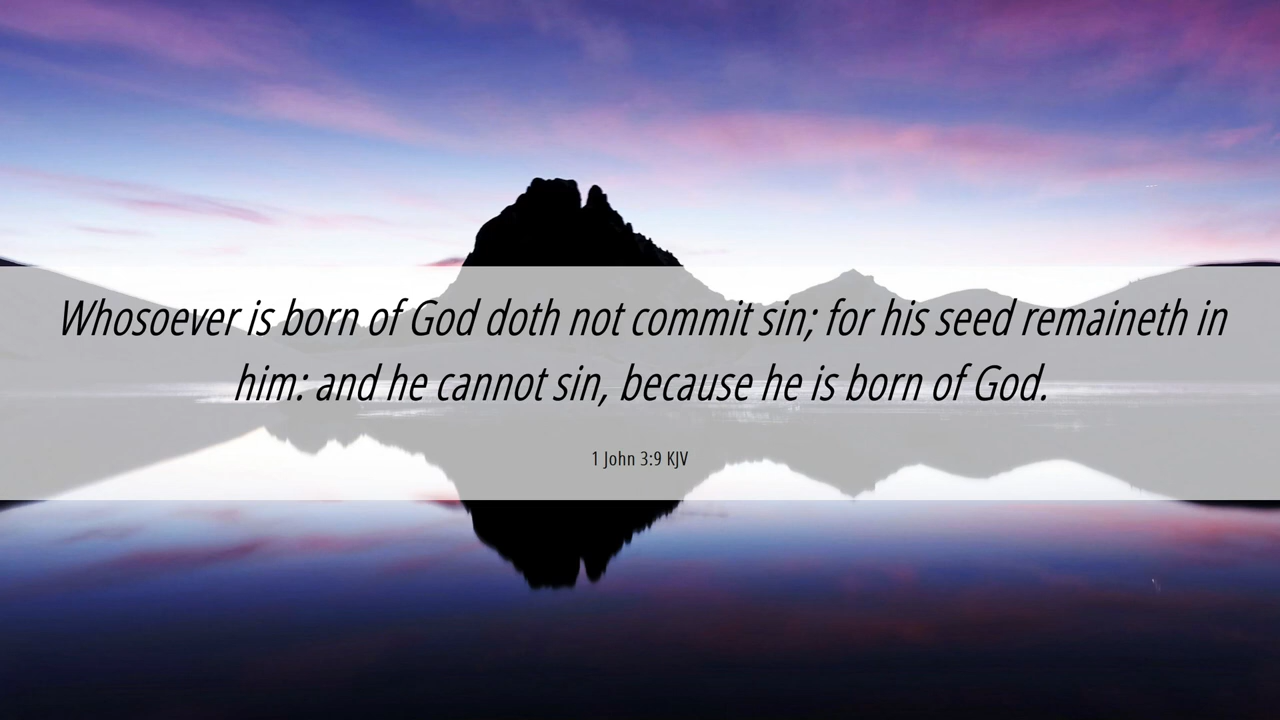 Whosoever is born of God doth not commit sin; for his seed remaineth in
him: and he cannot sin, because he is born of God.
1 John 3:9 KJV